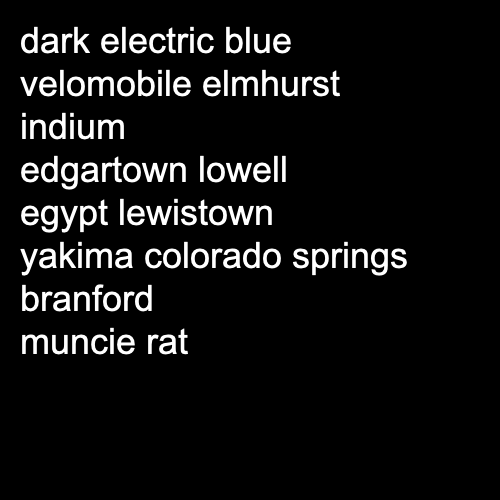 dark electric blue
velomobile elmhurst
indium
edgartown lowell
egypt lewistown
yakima colorado springs
branford
muncie rat